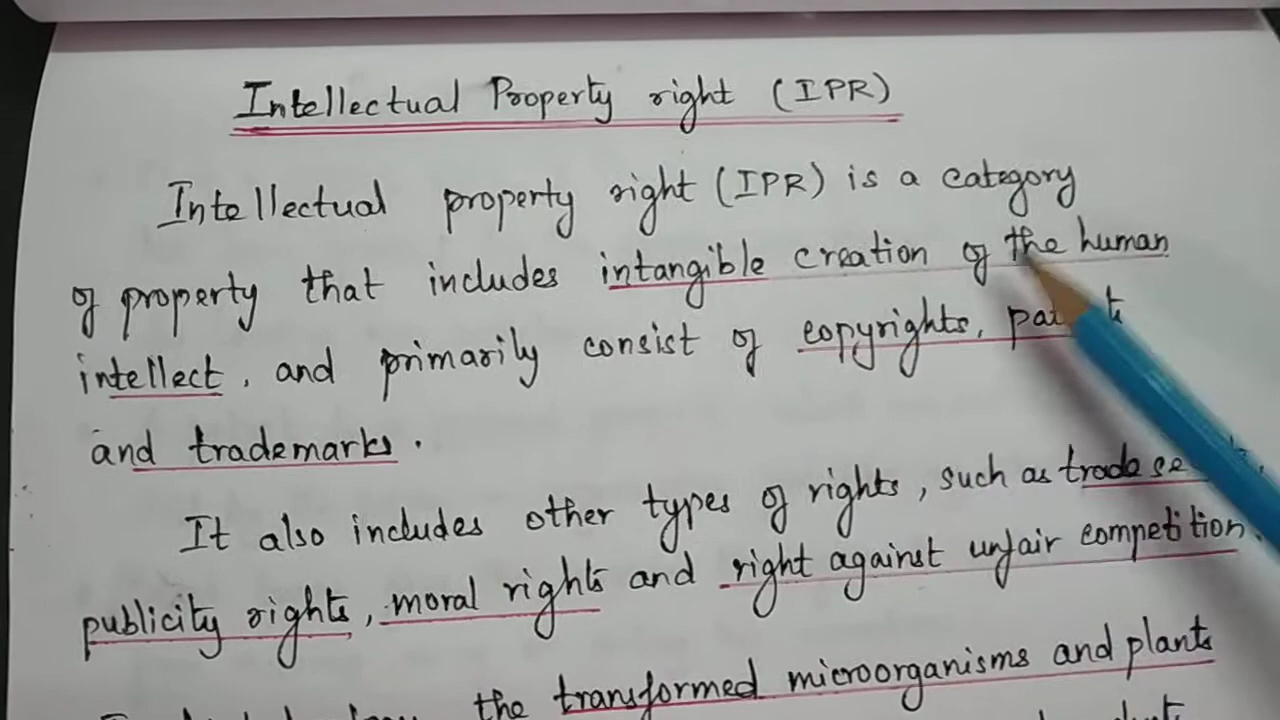 Intellectual Property right (IPR)
Intellectual property right (IPR) is a category
of property that includes intangible creation of the human
intellect, and primarily consist of copyrights,
and trademarks.
It also includes other types of rights, such as trade
publicity rights, moral rights and right against unfair competition.
the transformed microorganisms and plants